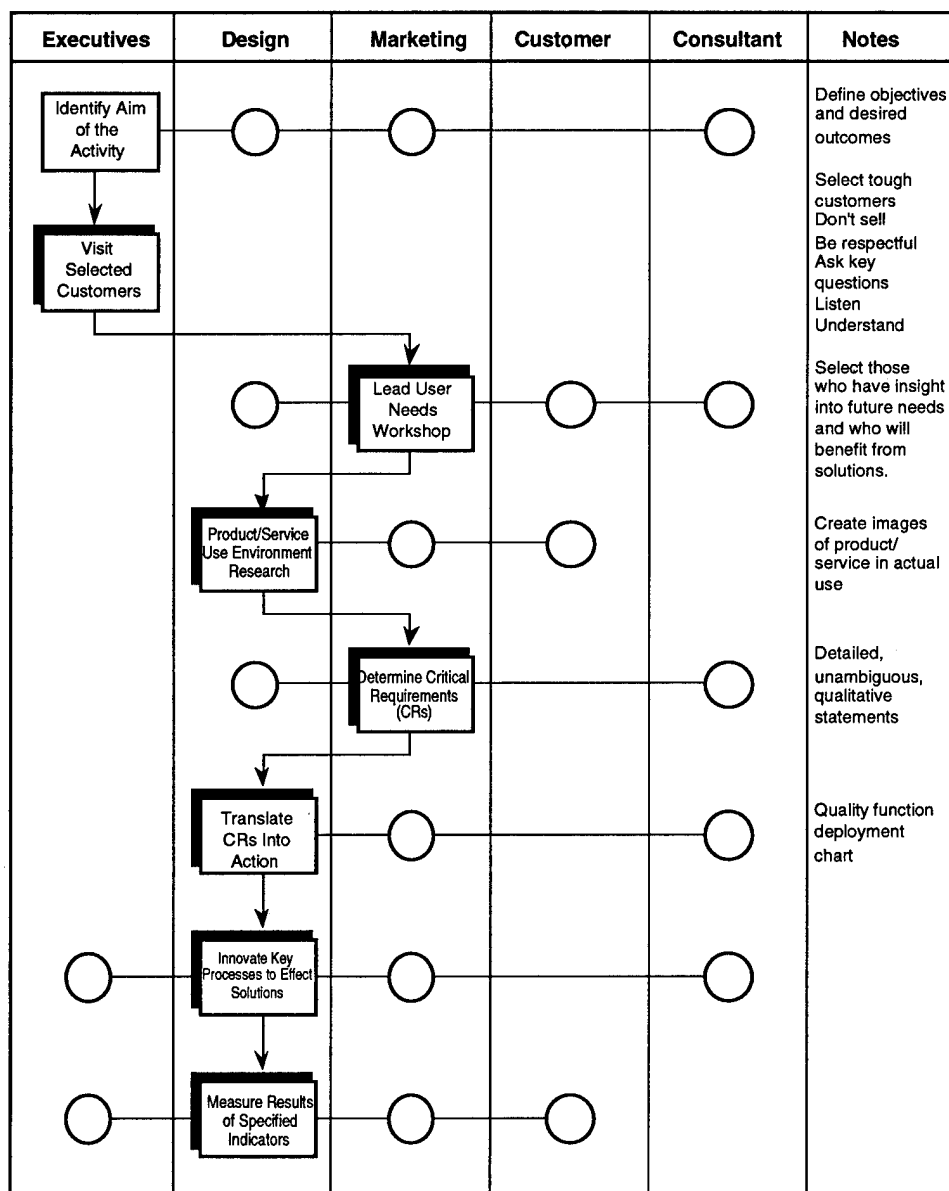 Executives Design Marketing Customer Consultant Notes
Identify Aim
of the
Activity
Define objectives
and desired
outcomes
Visit
Selected
Customers
Select tough
customers
Don't sell
Be respectful
Ask key
questions
Listen
Understand
Lead User
Needs
Workshop
Select those
who have insight
into future needs
and who will
benefit from
solutions.
Product/Service
Use Environment
Research
Create images
of product/
service in actual
use
Determine Critical
Requirements
(CRs)
Detailed,
unambiguous,
qualitative
statements
Translate
CRs Into
Action
Quality function
deployment
chart
Innovate Key
Processes to Effect
Solutions
Measure Results
of Specified
Indicators